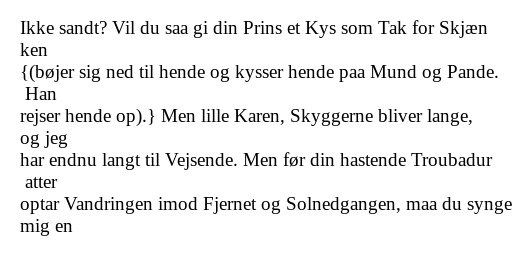 Ikke sandt? Vil du saa gi din Prins et Kys som Tak for Skjæn
ken
{(bøjer sig ned til hende og kysser hende paa Mund og Pande.
Han
rejser hende op).} Men lille Karen, Skyggerne bliver lange,
og jeg
har endnu langt til Vejsende. Men før din hastende Troubadur
atter
optar Vandringen imod Fjernet og Solnedgangen, maa du synge
mig en